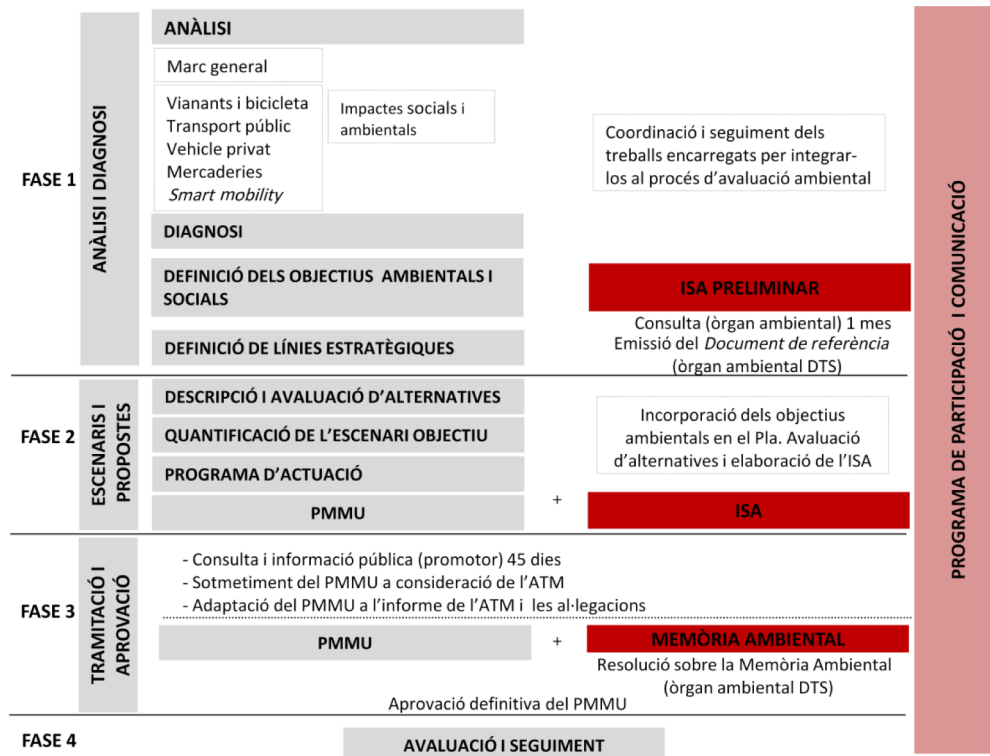 FASE 1
ANÀLISI I DIAGNOSI
ANÀLISI
Marc general
Vianants i bicicleta
Transport públic
Vehicle privat
Mercaderies
Smart mobility
Impactes socials i
ambientals
Coordinació i seguiment dels
treballs encarregats per integrar-
los al procés d'avaluació ambiental
DIAGNOSI
DEFINICIÓ DELS OBJECTIUS AMBIENTALS I
SOCIALS
ISA PRELIMINAR
Consulta (òrgan ambiental) 1 mes
Emissió del Document de referència
(òrgan ambiental DTS)
DEFINICIÓ DE LÍNIES ESTRATÈGIQUES
FASE 2
ESCENARIS I
PROPOSTES
DESCRIPCIÓ I AVALUACIÓ D'ALTERNATIVES
QUANTIFICACIÓ DE L'ESCENARI OBJECTIU
PROGRAMA D'ACTUACIÓ
Incorporació dels objectius
ambientals en el Pla. Avaluació
d'alternatives i elaboració de l'ISA
PMMU
+
ISA
FASE 3
TRAMITACIÓ I
APROVACIÓ
- Consulta i informació pública (promotor) 45 dies
- Sotmetiment del PMMU a consideració de l'ATM
- Adaptació del PMMU a l'informe de l'ATM i les al·legacions
PMMU
+
MEMÒRIA AMBIENTAL
Resolució sobre la Memòria Ambiental
(òrgan ambiental DTS)
Aprovació definitiva del PMMU
FASE 4
AVALUACIÓ I SEGUIMENT
PROGRAMA DE PARTICIPACIÓ I COMUNICACIÓ